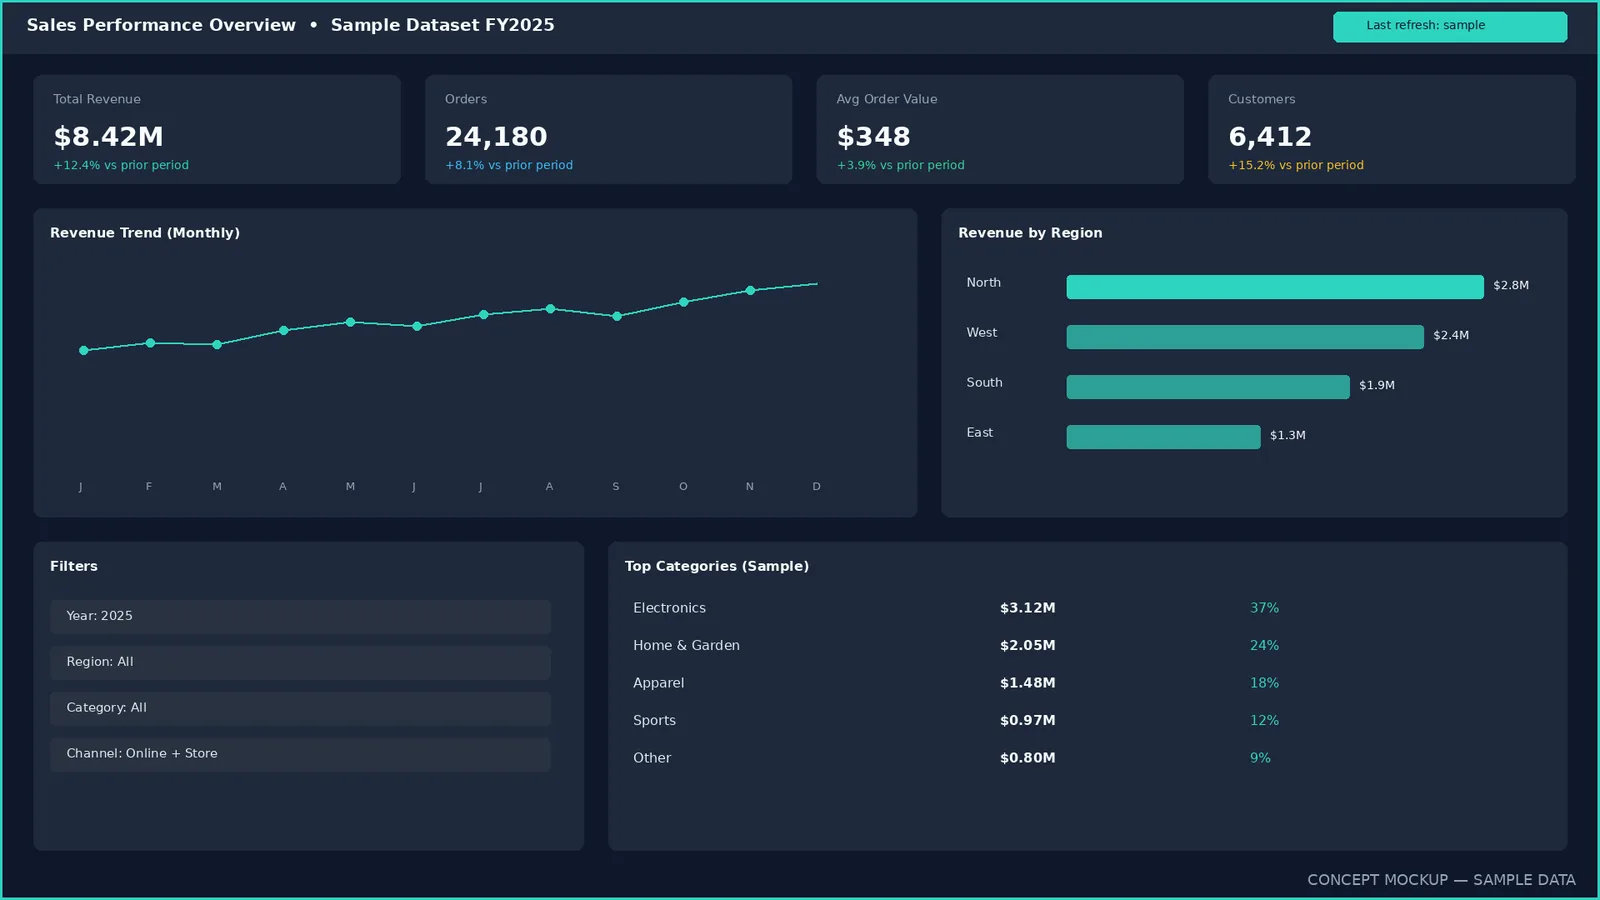 Sales Performance Overview • Sample Dataset FY2025
Last refresh: sample
Total Revenue
$8.42M
+12.4% vs prior period
Orders
24,180
+8.1% vs prior period
Avg Order Value
$348
+3.9% vs prior period
Customers
6,412
+15.2% vs prior period
Revenue Trend (Monthly)
J F M A M J J A S O N D
Revenue by Region
North $2.8M
West $2.4M
South $1.9M
East $1.3M
Filters
Year: 2025
Region: All
Category: All
Channel: Online + Store
Top Categories (Sample)
Electronics $3.12M 37%
Home & Garden $2.05M 24%
Apparel $1.48M 18%
Sports $0.97M 12%
Other $0.80M 9%
CONCEPT MOCKUP — SAMPLE DATA